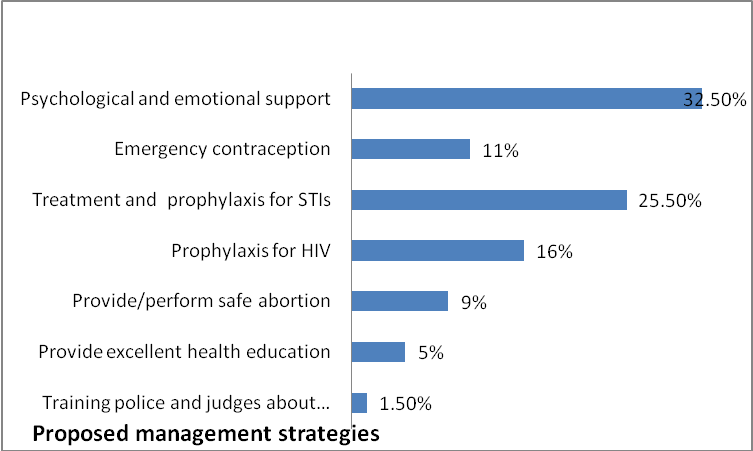 Psychological and emotional support 32.50%
Emergency contraception 11%
Treatment and prophylaxis for STIs 25.50%
Prophylaxis for HIV 16%
Provide/perform safe abortion 9%
Provide excellent health education 5%
Training police and judges about... 1.50%
Proposed management strategies